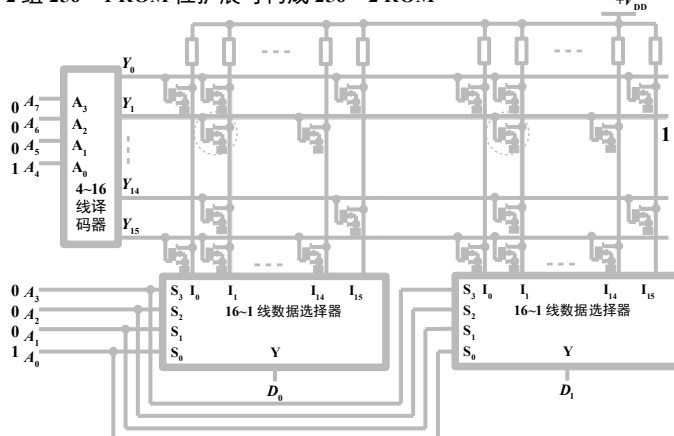 +V_DD
Y_0
0 A_7 A_3 Y_1
0 A_6 A_2
0 A_5 A_1
1 A_4 A_0
1
4~16
线译
码器
Y_14
Y_15
0 A_3 S_3 I_0 I_1 I_14 I_15 S_3 I_0 I_1 I_14 I_15
0 A_2 S_2 16~1 线数据选择器 S_2 16~1 线数据选择器
0 A_1 S_1 S_1
1 A_0 S_0 Y S_0 Y
D_0 D_1